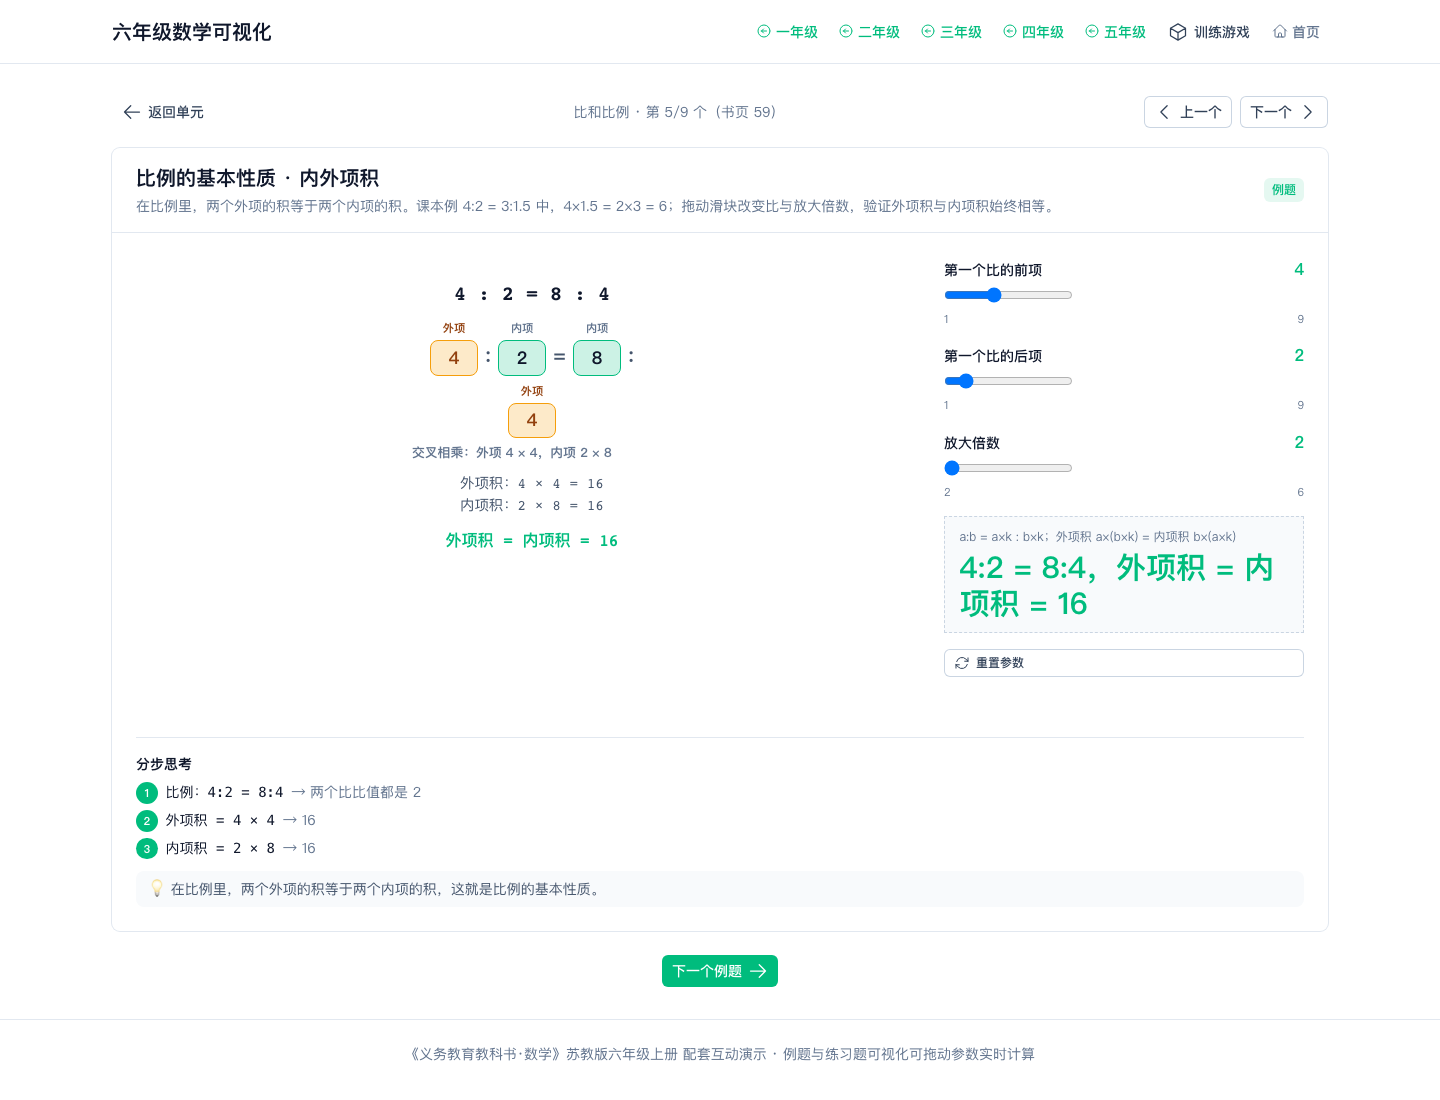 六年级数学可视化
一年级 二年级 三年级 四年级 五年级 训练游戏 首页
返回单元
比和比例 · 第 5/9 个（书页 59）
上一个 下一个
比例的基本性质 · 内外项积
在比例里，两个外项的积等于两个内项的积。课本例 4:2 = 3:1.5 中，4×1.5 = 2×3 = 6；拖动滑块改变比与放大倍数，验证外项积与内项积始终相等。
例题
4 : 2 = 8 : 4
外项 内项 内项
4 : 2 = 8 :
外项
4
交叉相乘：外项 4 × 4，内项 2 × 8
外项积：4 × 4 = 16
内项积：2 × 8 = 16
外项积 = 内项积 = 16
第一个比的前项 4
1 9
第一个比的后项 2
1 9
放大倍数 2
2 6
a:b = a×k : b×k；外项积 a×(b×k) = 内项积 b×(a×k)
4:2 = 8:4，外项积 = 内
项积 = 16
重置参数
分步思考
1 比例：4:2 = 8:4 → 两个比比值都是 2
2 外项积 = 4 × 4 → 16
3 内项积 = 2 × 8 → 16
💡 在比例里，两个外项的积等于两个内项的积，这就是比例的基本性质。
下一个例题 →
《义务教育教科书·数学》苏教版六年级上册 配套互动演示 · 例题与练习题可视化可拖动参数实时计算